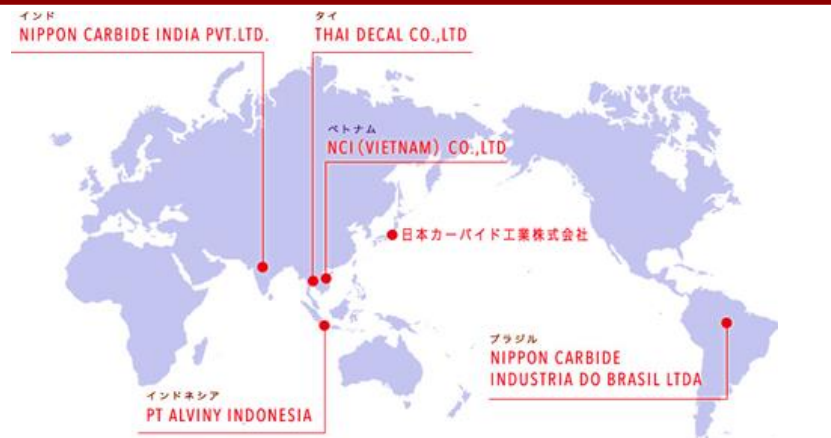 インド
NIPPON CARBIDE INDIA PVT.LTD.
タイ
THAI DECAL CO.,LTD
ベトナム
NCI (VIETNAM) CO.,LTD
日本カーバイド工業株式会社
ブラジル
NIPPON CARBIDE
INDUSTRIA DO BRASIL LTDA
インドネシア
PT ALVINY INDONESIA